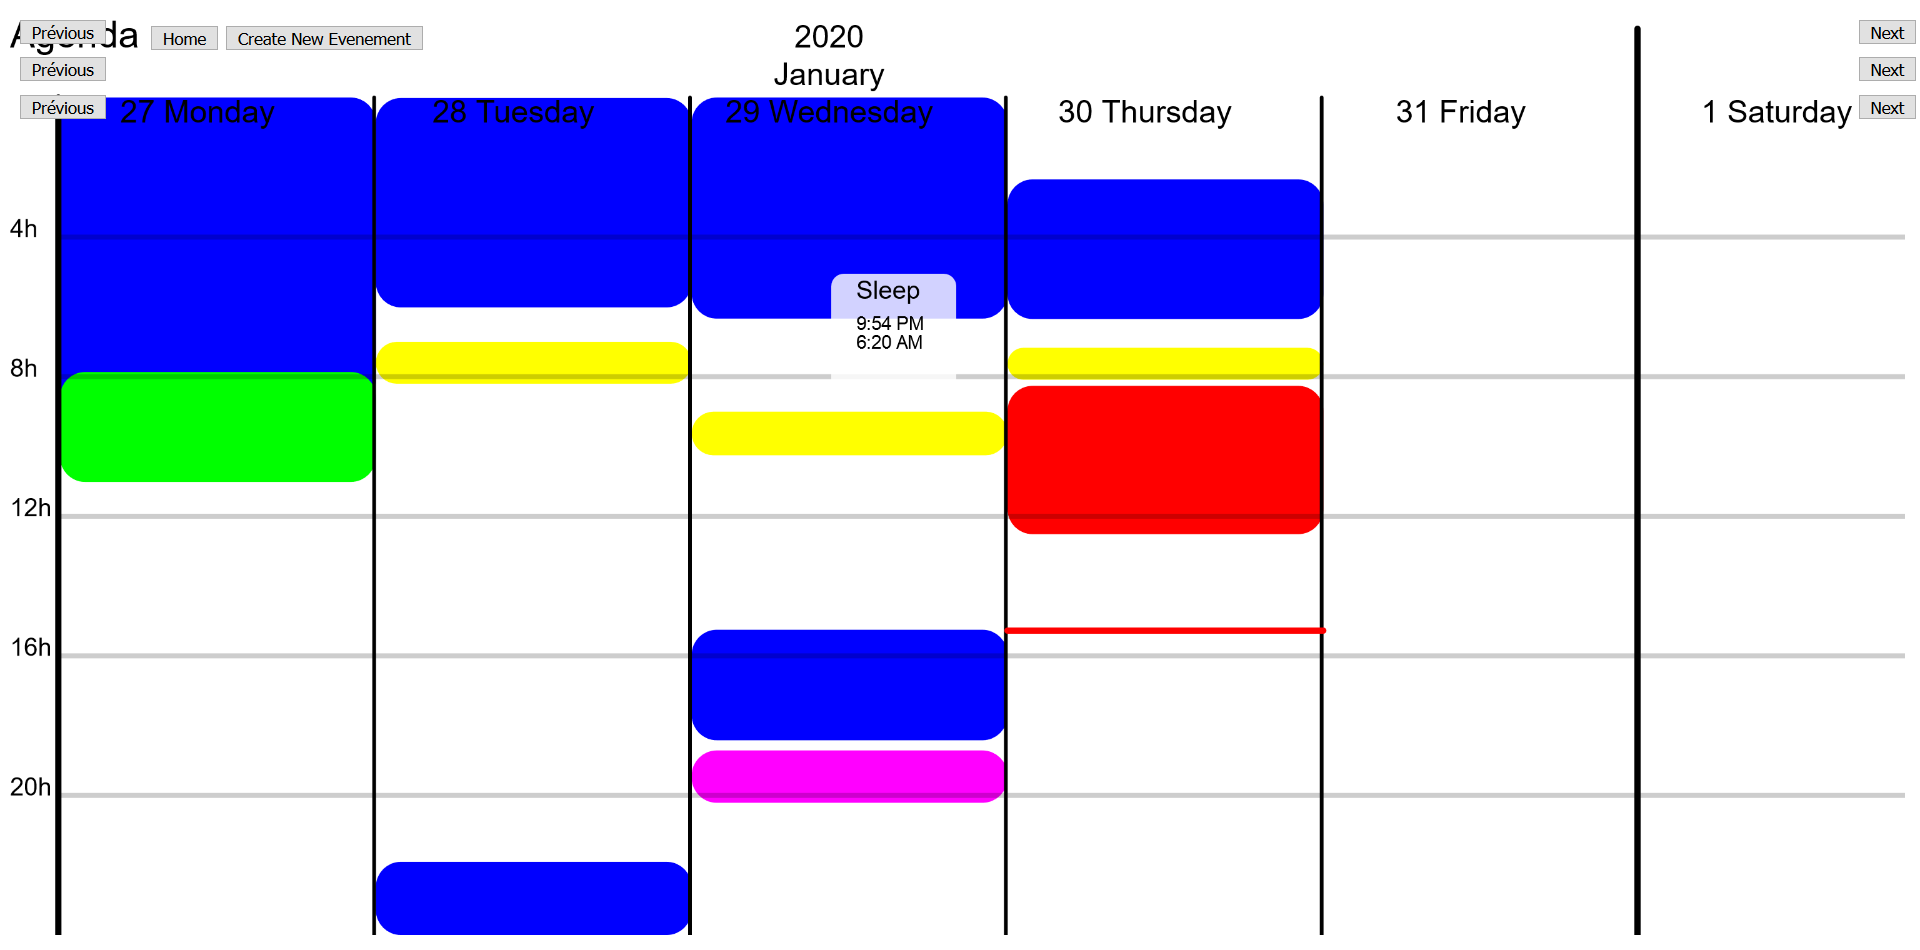 Agenda
Prévious
Home
Create New Evenement
2020
Next
Prévious
January
Next
Prévious
27 Monday
28 Tuesday
29 Wednesday
30 Thursday
31 Friday
1 Saturday
Next
4h
Sleep
9:54 PM
6:20 AM
8h
12h
16h
20h